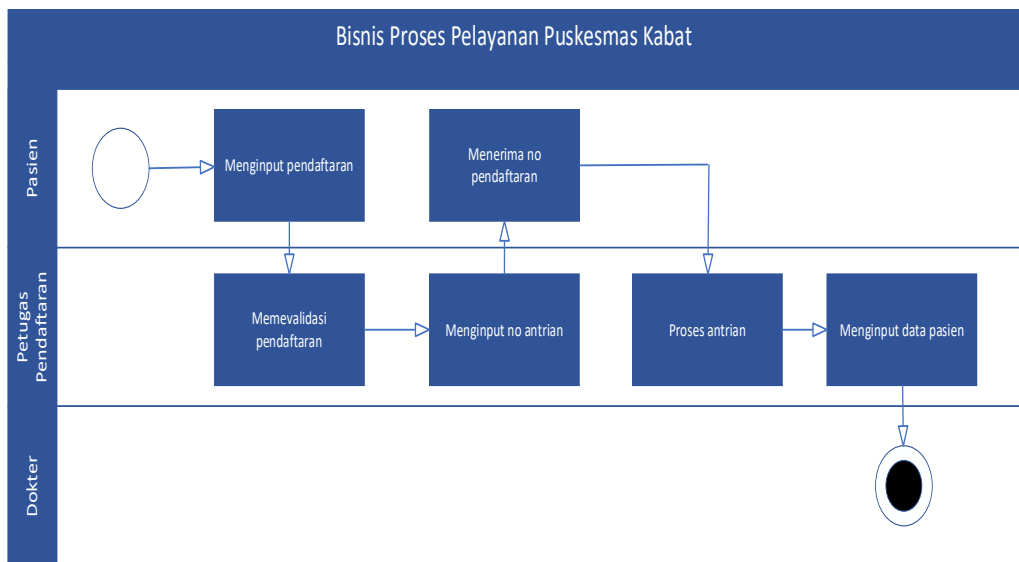 Bisnis Proses Pelayanan Puskesmas Kabat
Pasien
Menginput pendaftaran
Menerima no
pendaftaran
Petugas
Pendaftaran
Memevalidasi
pendaftaran
Menginput no antrian
Proses antrian
Menginput data pasien
Dokter